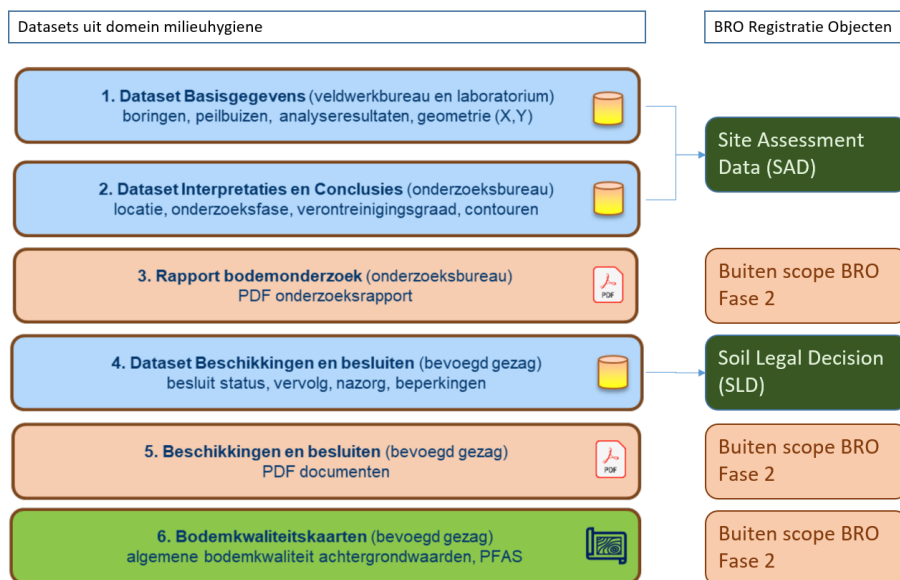 Datasets uit domein milieuhygiene
BRO Registratie Objecten
1. Dataset Basisgegevens (veldwerkbureau en laboratorium)
boringen, peilbuizen, analyseresultaten, geometrie (X,Y)
Site Assessment
Data (SAD)
2. Dataset Interpretaties en Conclusies (onderzoeksbureau)
locatie, onderzoeksfase, verontreinigingsgraad, contouren
3. Rapport bodemonderzoek (onderzoeksbureau)
PDF onderzoeksrapport
PDF
Buiten scope BRO
Fase 2
4. Dataset Beschikkingen en besluiten (bevoegd gezag)
besluit status, vervolg, nazorg, beperkingen
Soil Legal Decision
(SLD)
5. Beschikkingen en besluiten (bevoegd gezag)
PDF documenten
PDF
Buiten scope BRO
Fase 2
6. Bodemkwaliteitskaarten (bevoegd gezag)
algemene bodemkwaliteit achtergrondwaarden, PFAS
Buiten scope BRO
Fase 2